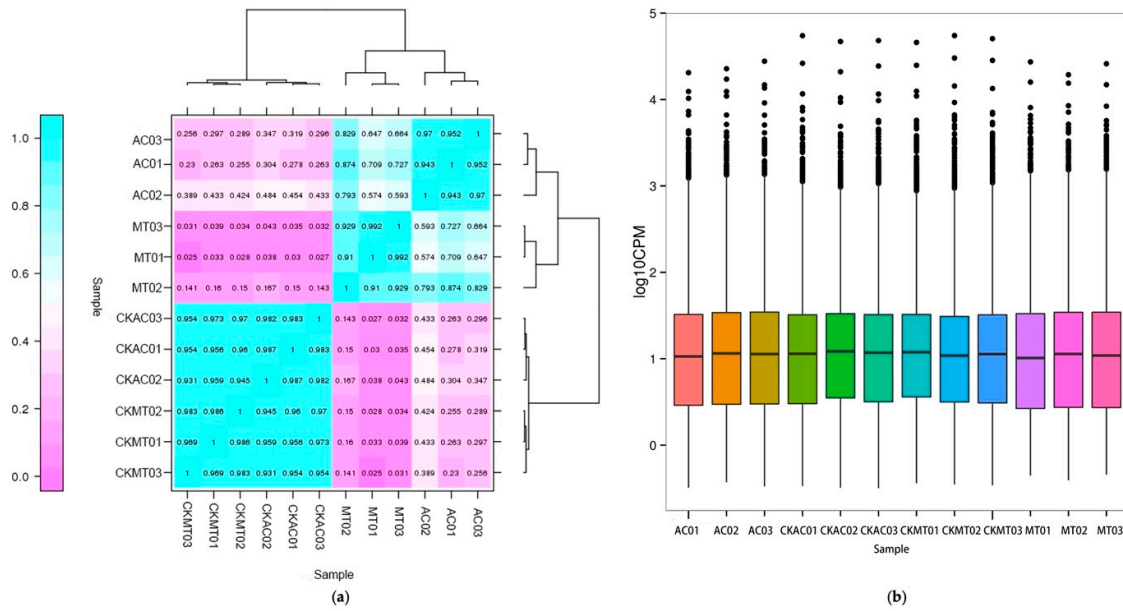 1.0
0.8
0.6
0.4
0.2
0.0
Sample
AC03 0.256 0.297 0.289 0.347 0.319 0.296 0.829 0.647 0.664 0.97 0.952 1
AC01 0.23 0.263 0.255 0.304 0.278 0.263 0.874 0.709 0.727 0.943 1 0.952
AC02 0.389 0.433 0.424 0.484 0.454 0.433 0.793 0.574 0.593 1 0.943 0.97
MT03 0.031 0.039 0.034 0.043 0.035 0.032 0.929 0.992 1 0.593 0.727 0.664
MT01 0.025 0.033 0.028 0.038 0.03 0.027 0.91 1 0.992 0.574 0.709 0.647
MT02 0.141 0.16 0.15 0.167 0.15 0.143 1 0.91 0.929 0.793 0.874 0.829
CKAC03 0.954 0.973 0.97 0.982 0.983 1 0.143 0.027 0.032 0.433 0.263 0.296
CKAC01 0.954 0.956 0.96 0.987 1 0.983 0.15 0.03 0.035 0.454 0.278 0.319
CKAC02 0.931 0.959 0.945 1 0.987 0.982 0.167 0.038 0.043 0.484 0.304 0.347
CKMT02 0.983 0.986 1 0.945 0.96 0.97 0.15 0.028 0.034 0.424 0.255 0.289
CKMT01 0.969 1 0.986 0.959 0.956 0.973 0.16 0.033 0.039 0.433 0.263 0.297
CKMT03 1 0.969 0.983 0.931 0.954 0.954 0.141 0.025 0.031 0.389 0.23 0.256
CKMT03 CKMT01 CKMT02 CKAC02 CKAC01 CKAC03 MT02 MT01 MT03 AC02 AC01 AC03
Sample
(a)
5
4
3
2
1
0
log10CPM
AC01 AC02 AC03 CKAC01 CKAC02 CKAC03 CKMT01 CKMT02 CKMT03 MT01 MT02 MT03
Sample
(b)